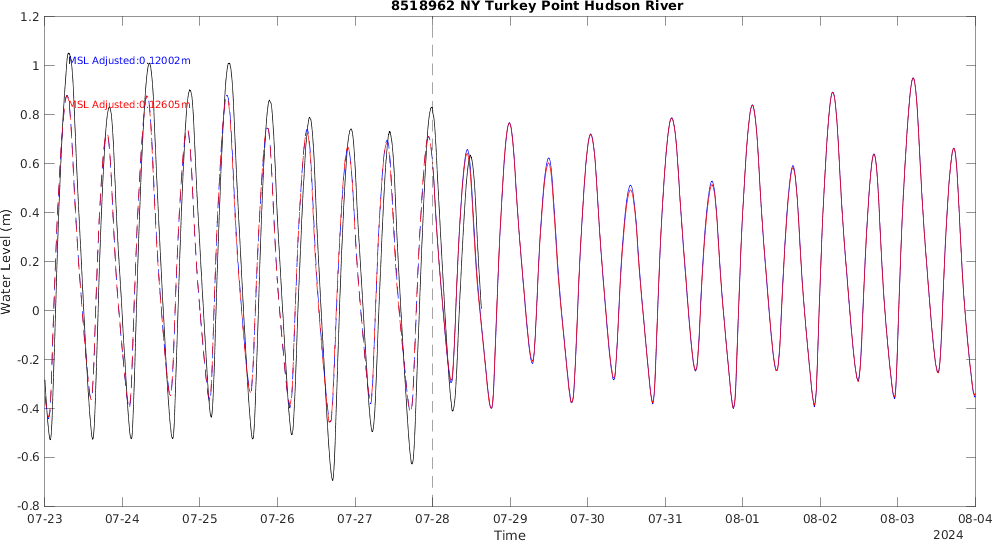 8518962 NY Turkey Point Hudson River
1.2
1
0.8
0.6
0.4
0.2
0
-0.2
-0.4
-0.6
-0.8
Water Level (m)
MSL Adjusted:0.12002m
MSL Adjusted:0.12605m
07-23 07-24 07-25 07-26 07-27 07-28 07-29 07-30 07-31 08-01 08-02 08-03 08-04
Time
2024